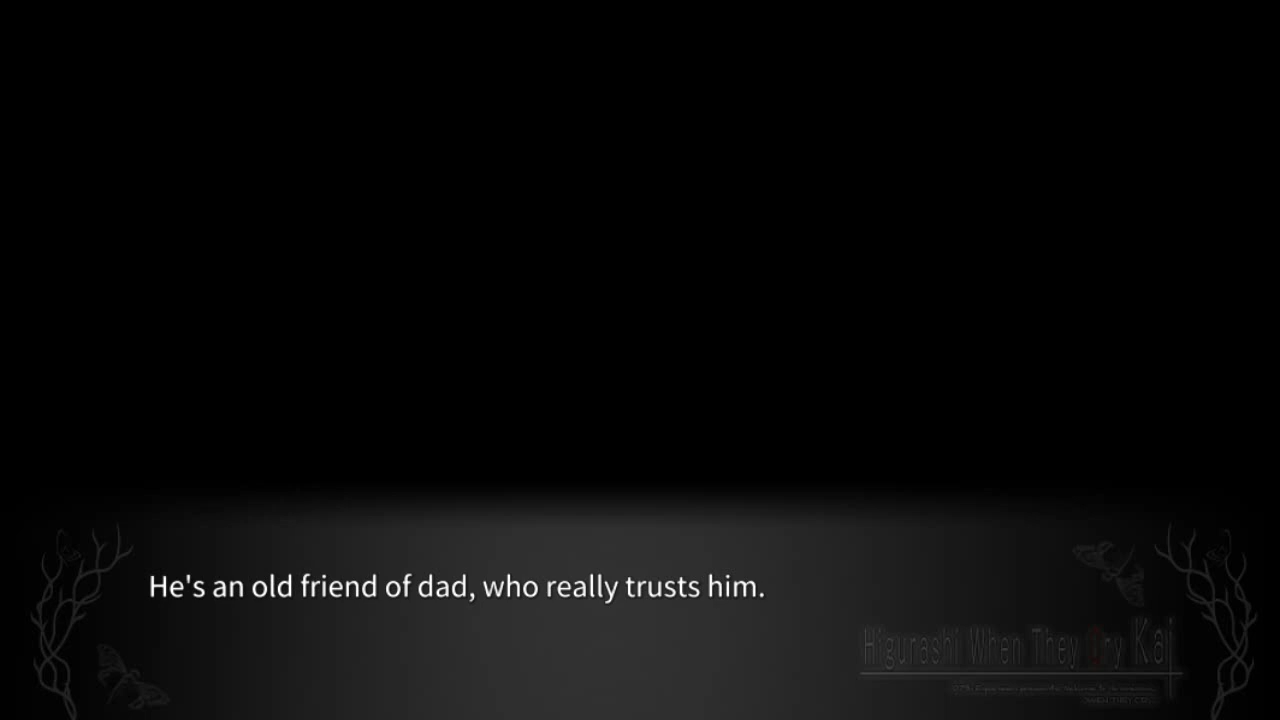 He's an old friend of dad, who really trusts him.
Higurashi When They Cry Kai